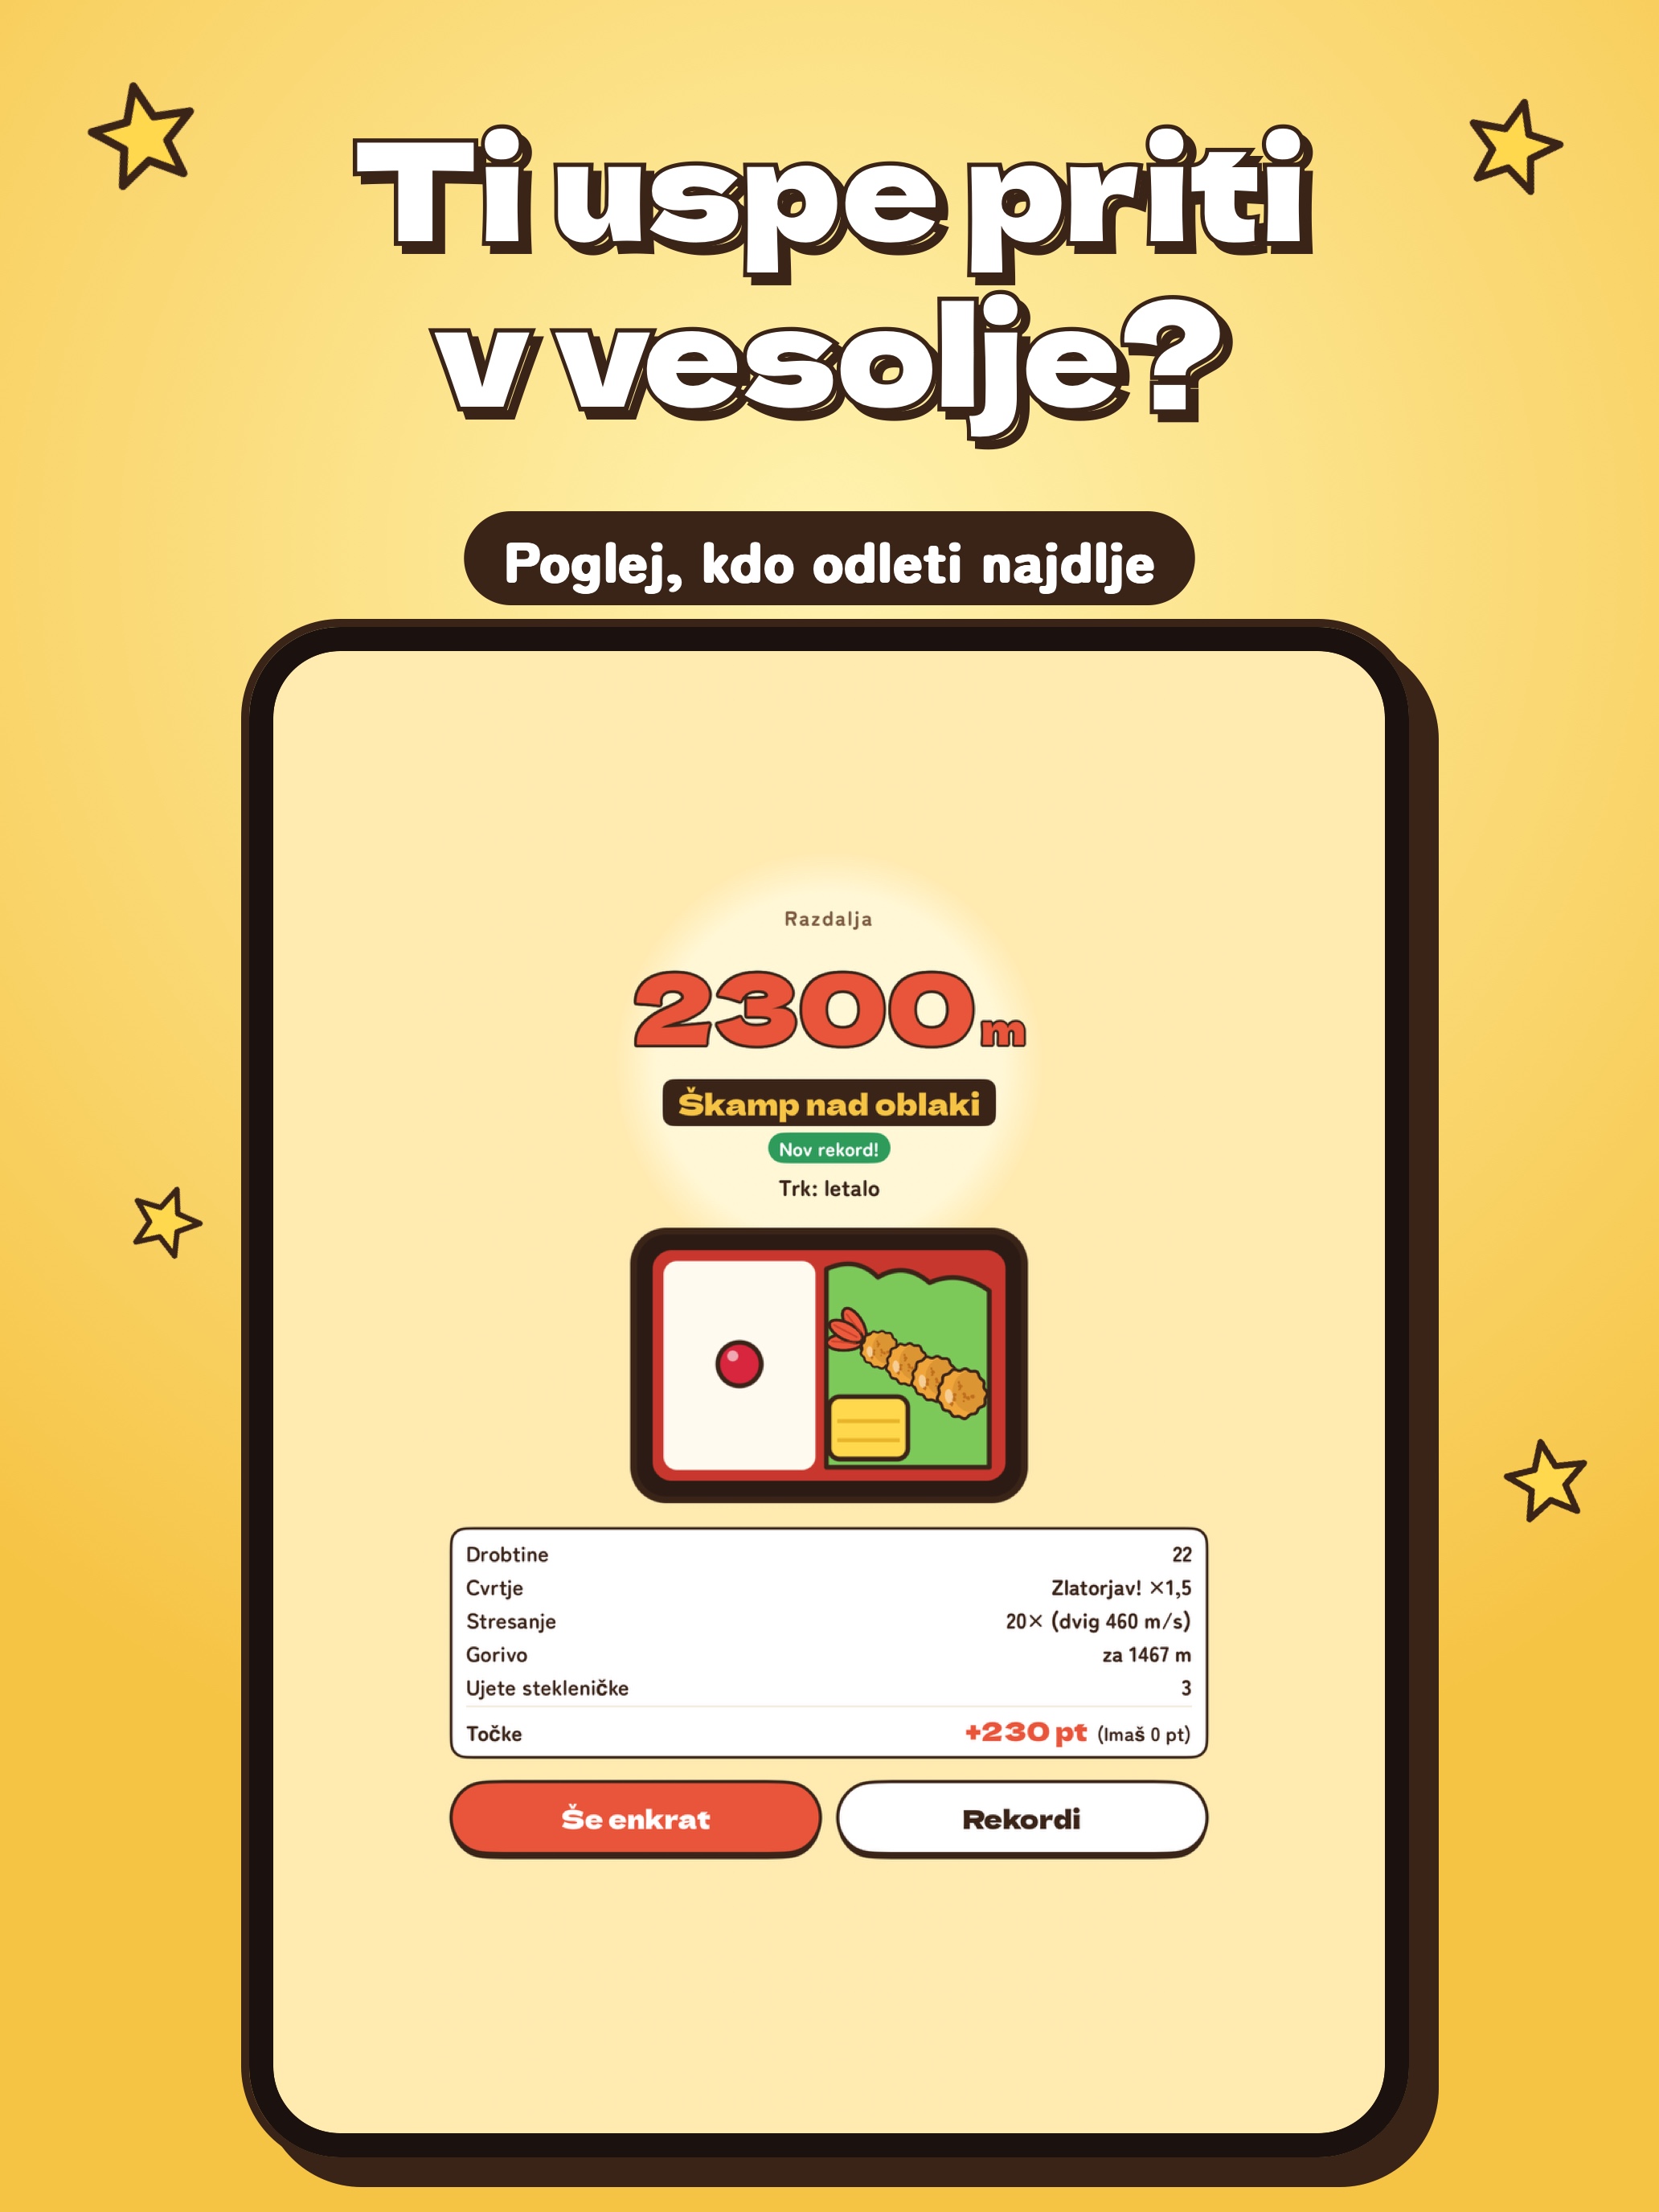 Ti uspe priti
v vesolje?
Poglej, kdo odleti najdlje
Razdalja
2300 m
Škamp nad oblaki
Nov rekord!
Trk: letalo
Drobtine 22
Cvrtje Zlatorjav! ×1,5
Stresanje 20× (dvig 460 m/s)
Gorivo za 1467 m
Ujete stekleničke 3
Točke +230 pt (Imaš 0 pt)
Še enkrat Rekordi